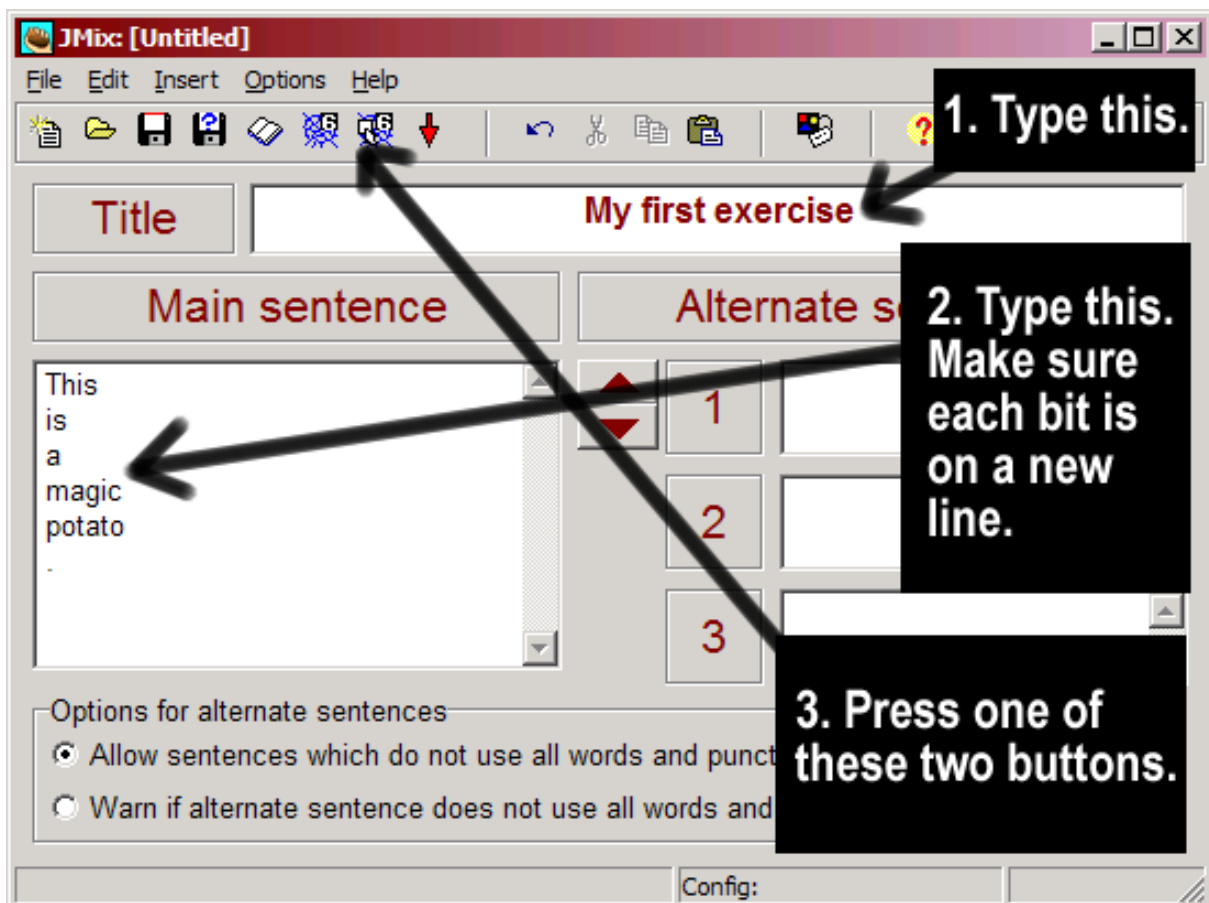 JMix: [Untitled]
File Edit Insert Options Help
1. Type this.
Title
My first exercise
Main sentence
Alternate
2. Type this.
Make sure
each bit is
on a new
line.
This
is
a
magic
potato
.
1
2
3
3. Press one of
these two buttons.
Options for alternate sentences
Allow sentences which do not use all words and
Warn if alternate sentence does not use all words and
Config: